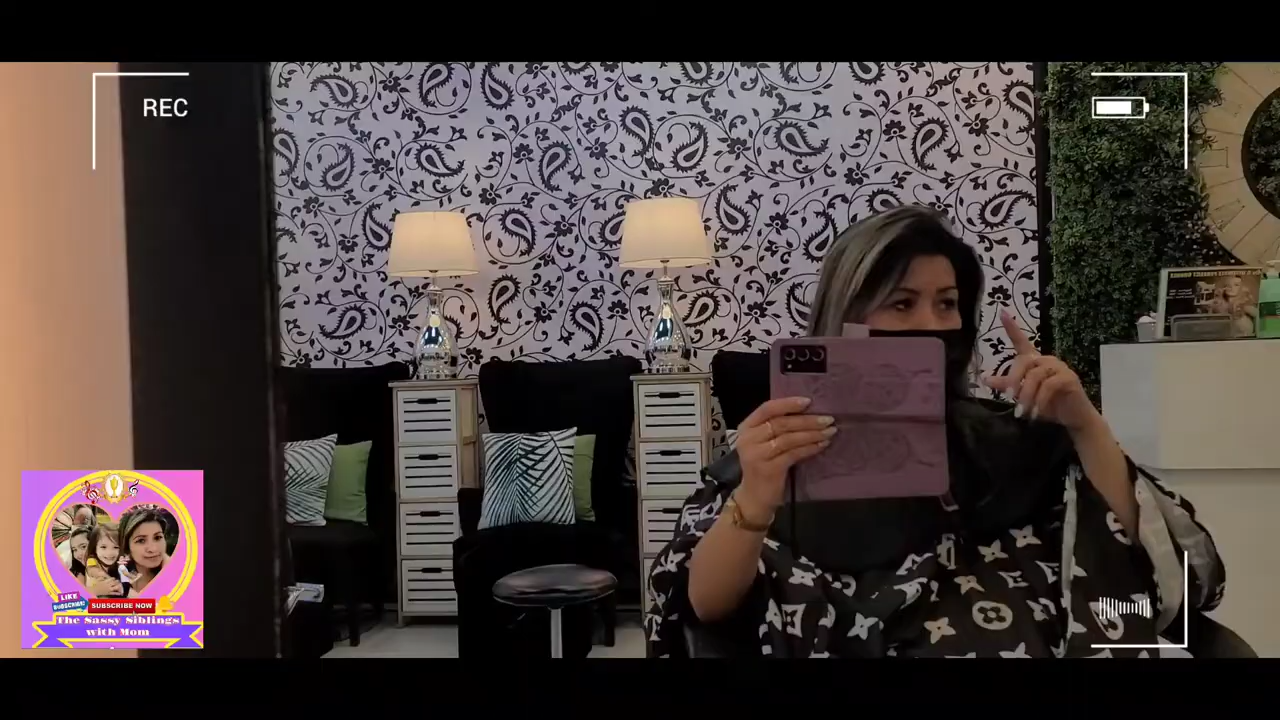 REC
LIKE
SUBSCRIBE!
SUBSCRIBE NOW
The Sassy Siblings
with Mom